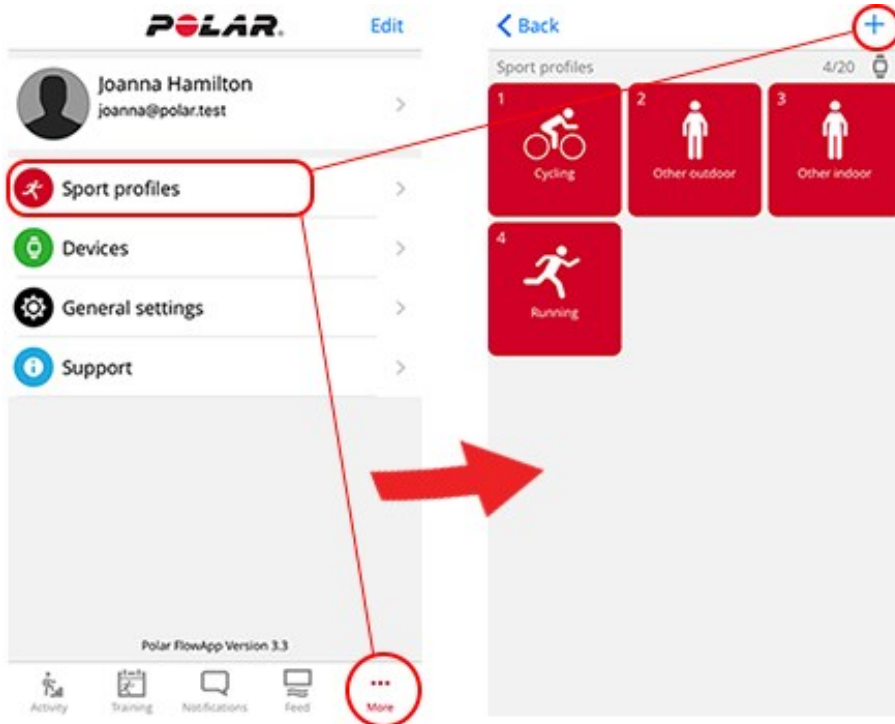 POLAR.
Edit
Joanna Hamilton
joanna@polar.test
Sport profiles
Devices
General settings
Support
Polar FlowApp Version 3.3
Activity
Training
Notifications
Feed
More
Back
Sport profiles
4/20
1
Cycling
2
Other outdoor
3
Other indoor
4
Running